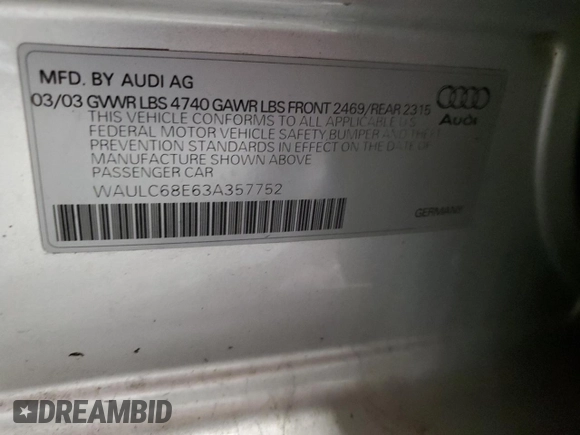 MFD. BY AUDI AG
03/03 GVWR LBS 4740 GAWR LBS FRONT 2469/REAR 2315
THIS VEHICLE CONFORMS TO ALL APPLICABLE U.S.
FEDERAL MOTOR VEHICLE SAFETY BUMPER AND THEFT
PREVENTION STANDARDS IN EFFECT ON THE DATE OF
MANUFACTURE SHOWN ABOVE
PASSENGER CAR
WAULC68E63A357752
Audi
GERMANY
DREAMBID